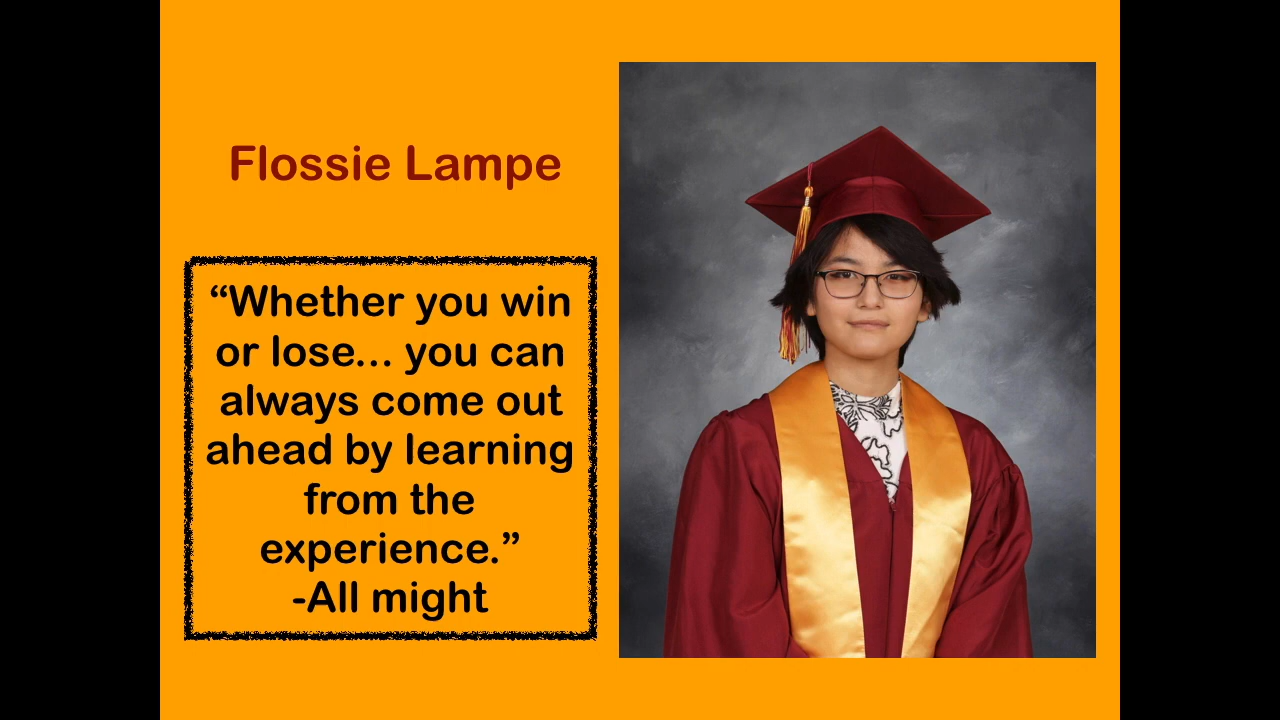 Flossie Lampe
“Whether you win
or lose... you can
always come out
ahead by learning
from the
experience.”
-All might